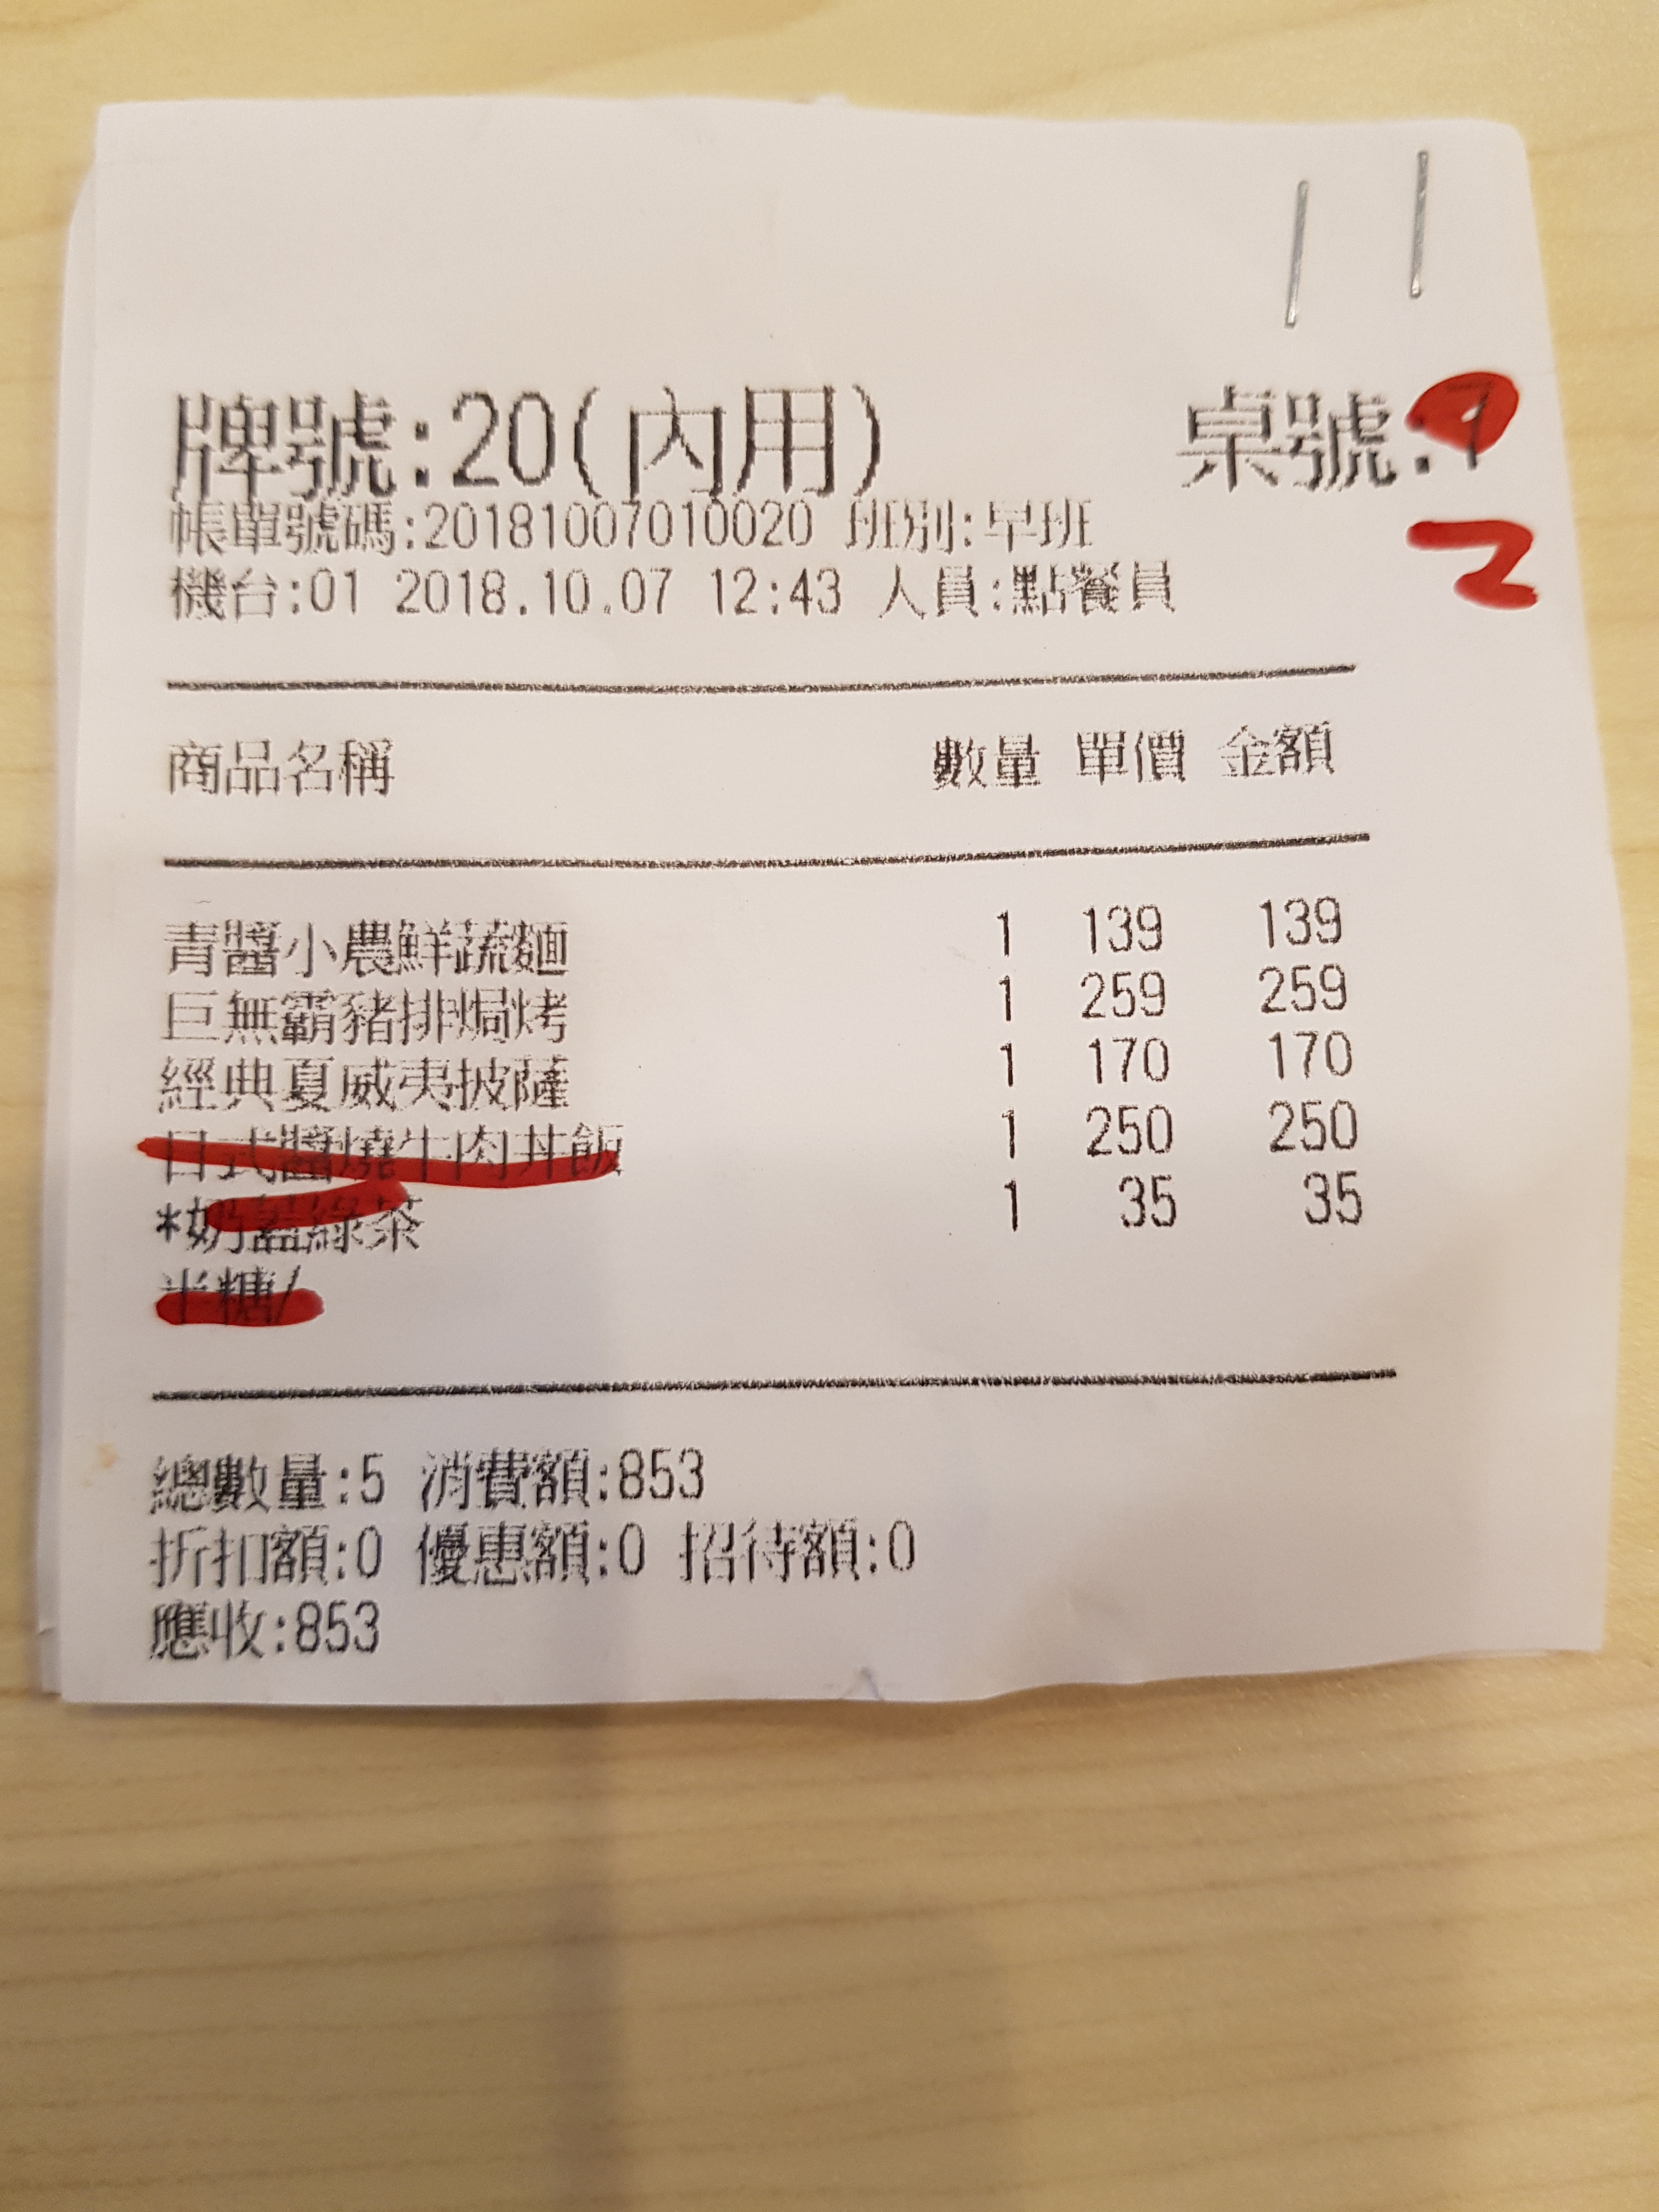 牌號:20(內用) 桌號:7
2
帳單號碼:20181007010020 班別:早班
機台:01 2018.10.07 12:43 人員:點餐員
商品名稱 數量 單價 金額
青醬小農鮮蔬麵 1 139 139
巨無霸豬排焗烤 1 259 259
經典夏威夷披薩 1 170 170
日式醬燒牛肉丼飯 1 250 250
*奶蓋綠茶 1 35 35
半糖/
總數量:5 消費額:853
折扣額:0 優惠額:0 招待額:0
應收:853